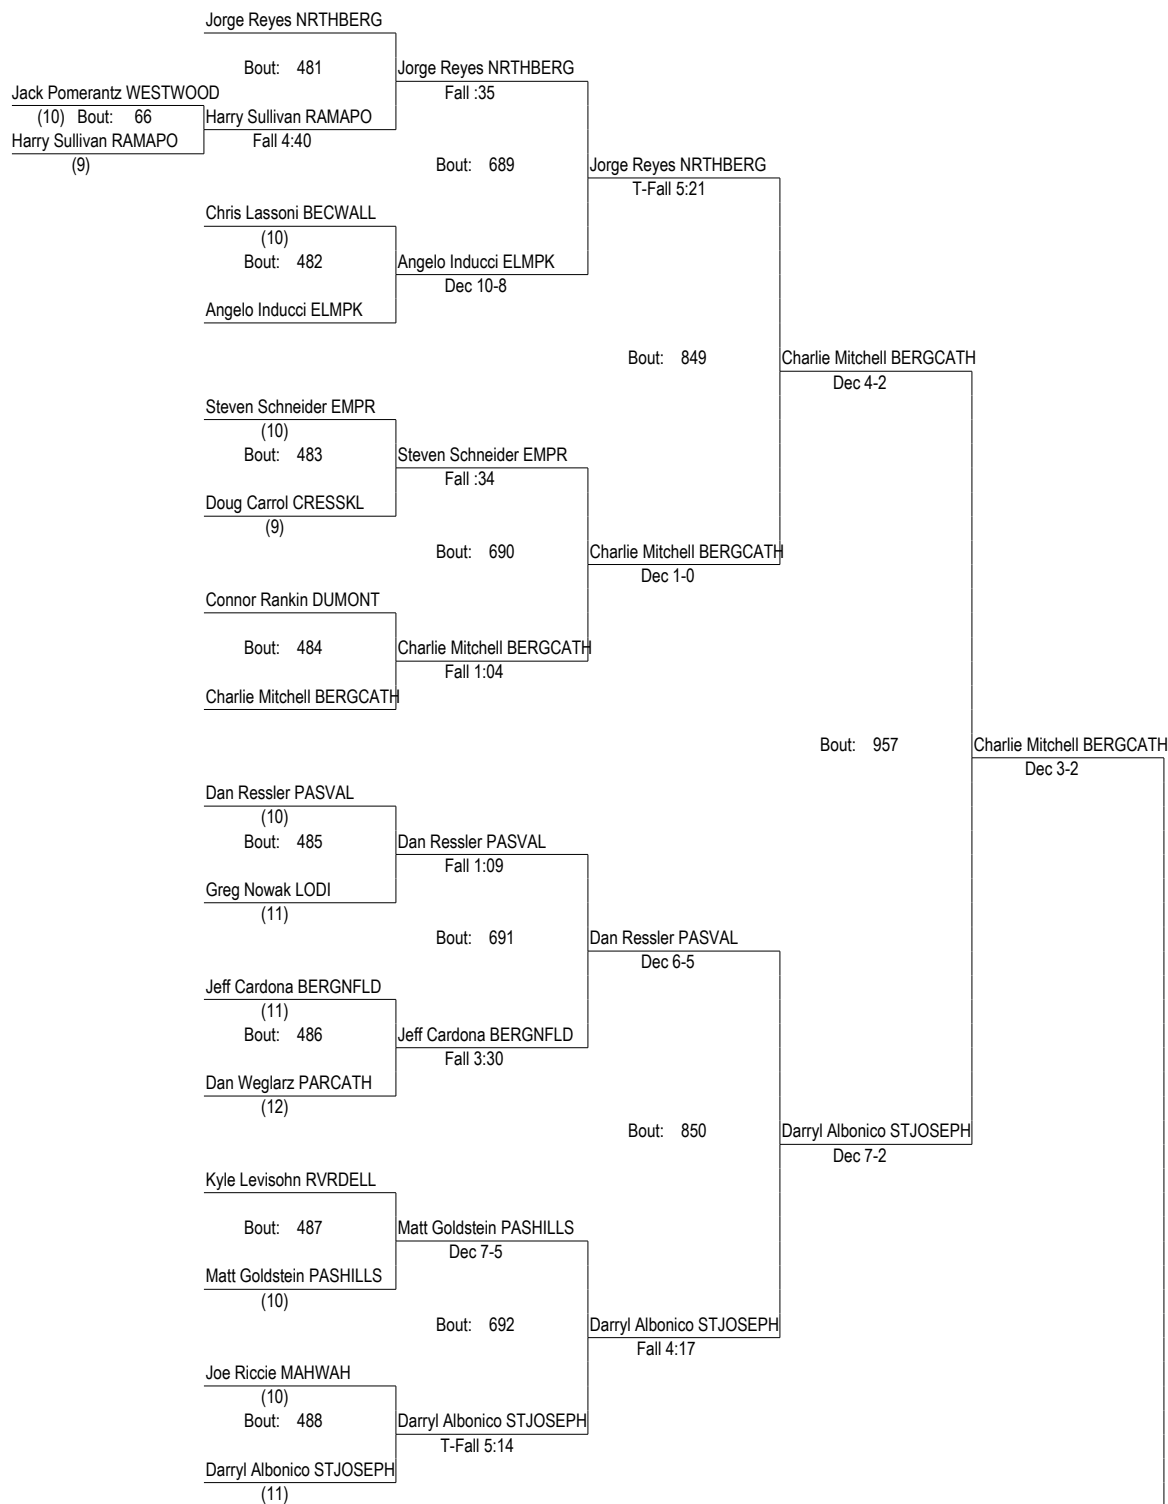 Jorge Reyes NRTHBERG
Bout: 481
Jorge Reyes NRTHBERG
Fall :35
Jack Pomerantz WESTWOOD
(10) Bout: 66
Harry Sullivan RAMAPO
Fall 4:40
Harry Sullivan RAMAPO
(9)
Bout: 689
Jorge Reyes NRTHBERG
T-Fall 5:21
Chris Lassoni BECWALL
(10)
Bout: 482
Angelo Inducci ELMPK
Dec 10-8
Angelo Inducci ELMPK
Bout: 849
Charlie Mitchell BERGCATH
Dec 4-2
Steven Schneider EMPR
(10)
Bout: 483
Steven Schneider EMPR
Fall :34
Doug Carrol CRESSKL
(9)
Bout: 690
Charlie Mitchell BERGCATH
Dec 1-0
Connor Rankin DUMONT
Bout: 484
Charlie Mitchell BERGCATH
Fall 1:04
Charlie Mitchell BERGCATH
Bout: 957
Charlie Mitchell BERGCATH
Dec 3-2
Dan Ressler PASVAL
(10)
Bout: 485
Dan Ressler PASVAL
Fall 1:09
Greg Nowak LODI
(11)
Bout: 691
Dan Ressler PASVAL
Dec 6-5
Jeff Cardona BERGNFLD
(11)
Bout: 486
Jeff Cardona BERGNFLD
Fall 3:30
Dan Weglarz PARCATH
(12)
Bout: 850
Darryl Albonico STJOSEPH
Dec 7-2
Kyle Levisohn RVRDELL
Bout: 487
Matt Goldstein PASHILLS
Dec 7-5
Matt Goldstein PASHILLS
(10)
Bout: 692
Darryl Albonico STJOSEPH
Fall 4:17
Joe Riccie MAHWAH
(10)
Bout: 488
Darryl Albonico STJOSEPH
T-Fall 5:14
Darryl Albonico STJOSEPH
(11)